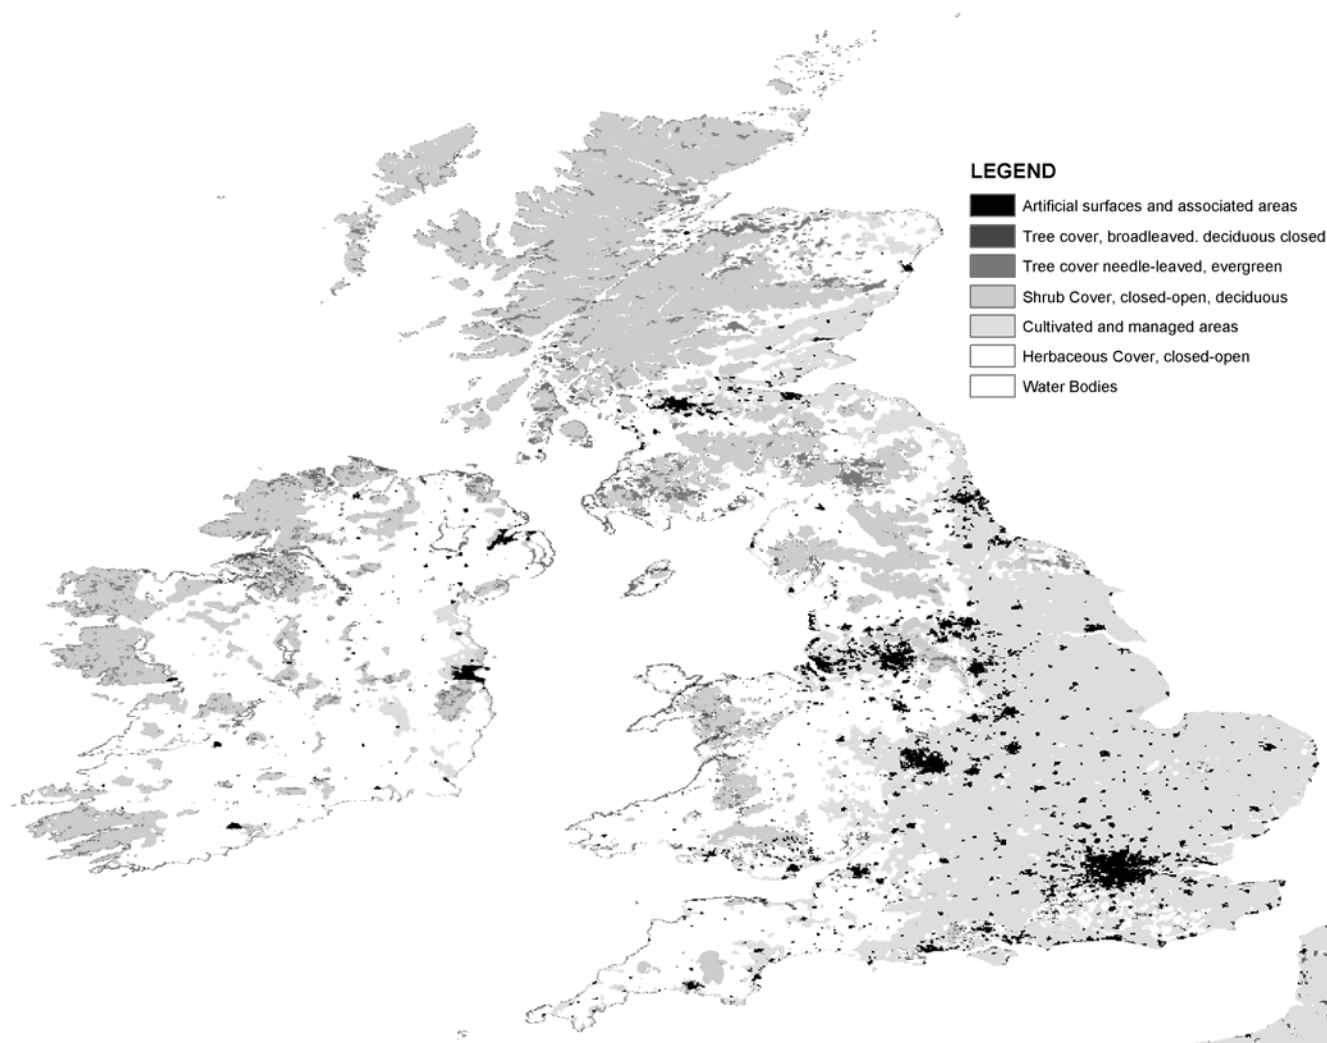 LEGEND
Artificial surfaces and associated areas
Tree cover, broadleaved. deciduous closed
Tree cover needle-leaved, evergreen
Shrub Cover, closed-open, deciduous
Cultivated and managed areas
Herbaceous Cover, closed-open
Water Bodies